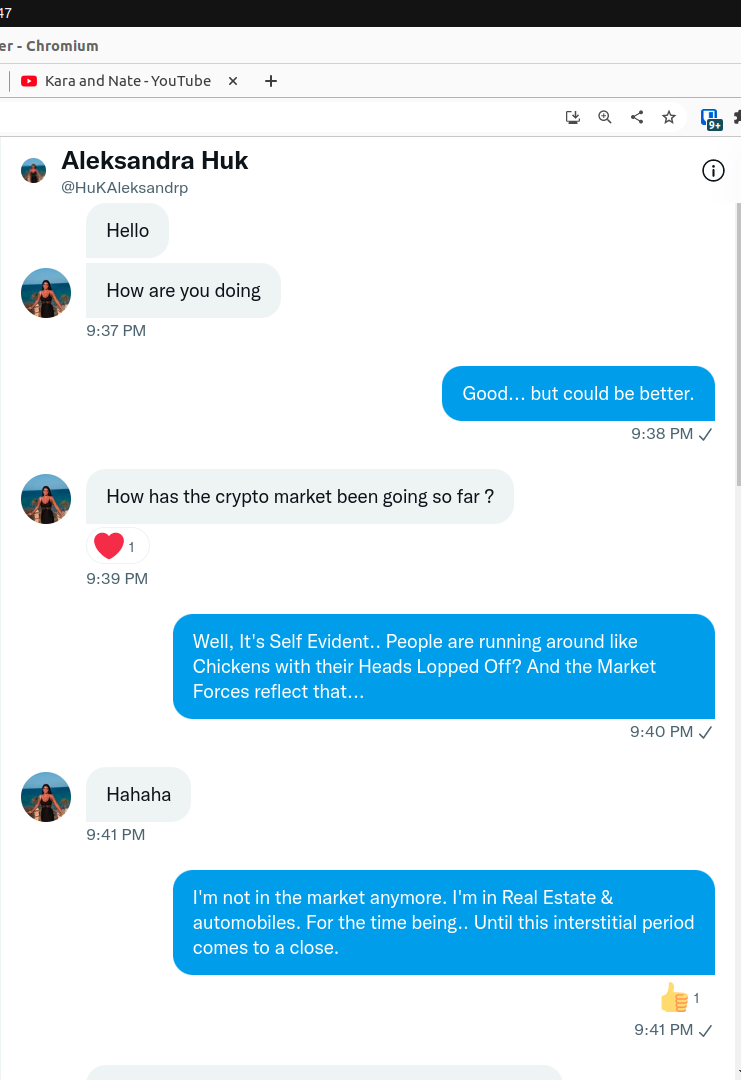 47
er - Chromium
Kara and Nate - YouTube
9+
Aleksandra Huk
@HuKAleksandrp
Hello
How are you doing
9:37 PM
Good... but could be better.
9:38 PM
How has the crypto market been going so far ?
1
9:39 PM
Well, It's Self Evident.. People are running around like
Chickens with their Heads Lopped Off? And the Market
Forces reflect that...
9:40 PM
Hahaha
9:41 PM
I'm not in the market anymore. I'm in Real Estate &
automobiles. For the time being.. Until this interstitial period
comes to a close.
1
9:41 PM